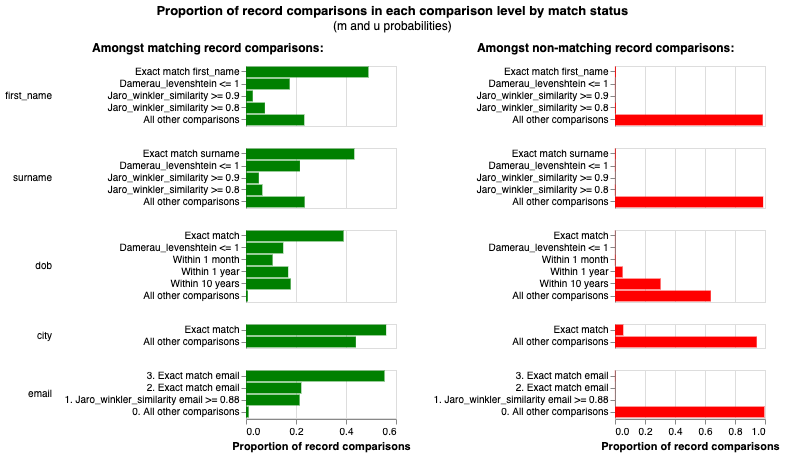 Proportion of record comparisons in each comparison level by match status
(m and u probabilities)
Amongst matching record comparisons:
first_name
Exact match first_name
Damerau_levenshtein <= 1
Jaro_winkler_similarity >= 0.9
Jaro_winkler_similarity >= 0.8
All other comparisons
surname
Exact match surname
Damerau_levenshtein <= 1
Jaro_winkler_similarity >= 0.9
Jaro_winkler_similarity >= 0.8
All other comparisons
dob
Exact match
Damerau_levenshtein <= 1
Within 1 month
Within 1 year
Within 10 years
All other comparisons
city
Exact match
All other comparisons
email
3. Exact match email
2. Exact match email
1. Jaro_winkler_similarity email >= 0.88
0. All other comparisons
0.0 0.2 0.4 0.6
Proportion of record comparisons
Amongst non-matching record comparisons:
Exact match first_name
Damerau_levenshtein <= 1
Jaro_winkler_similarity >= 0.9
Jaro_winkler_similarity >= 0.8
All other comparisons
Exact match surname
Damerau_levenshtein <= 1
Jaro_winkler_similarity >= 0.9
Jaro_winkler_similarity >= 0.8
All other comparisons
Exact match
Damerau_levenshtein <= 1
Within 1 month
Within 1 year
Within 10 years
All other comparisons
Exact match
All other comparisons
3. Exact match email
2. Exact match email
1. Jaro_winkler_similarity email >= 0.88
0. All other comparisons
0.0 0.2 0.4 0.6 0.8 1.0
Proportion of record comparisons